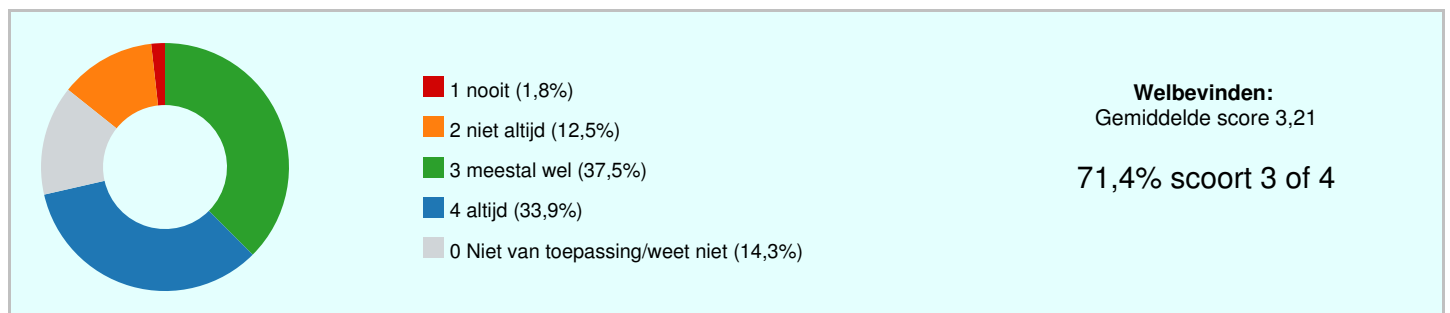 1 nooit (1,8%)
2 niet altijd (12,5%)
3 meestal wel (37,5%)
4 altijd (33,9%)
0 Niet van toepassing/weet niet (14,3%)
Welbevinden:
Gemiddelde score 3,21
71,4% scoort 3 of 4